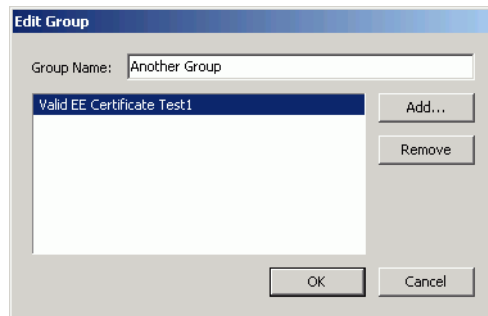 Edit Group
Group Name: Another Group
Valid EE Certificate Test1
Add...
Remove
OK Cancel